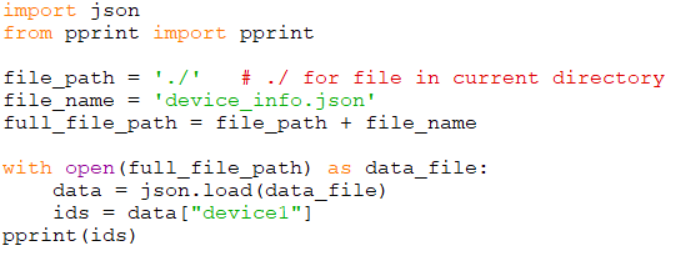 import json
from pprint import pprint
file_path = './'   # ./ for file in current directory
file_name = 'device_info.json'
full_file_path = file_path + file_name
with open(full_file_path) as data_file:
    data = json.load(data_file)
    ids = data["device1"]
pprint(ids)